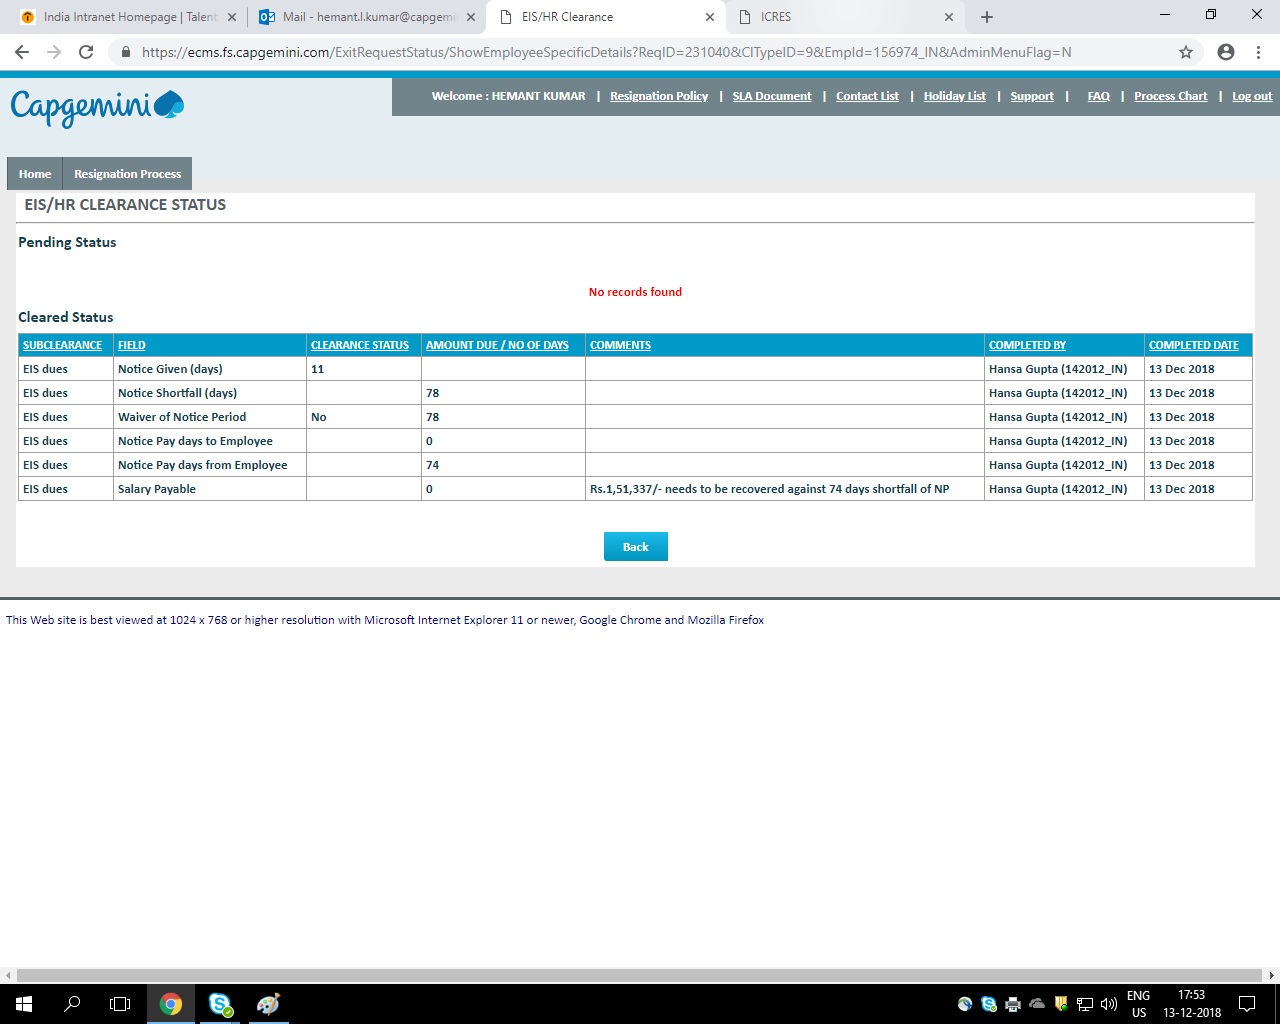 India Intranet Homepage | Talent
Mail - hemant.l.kumar@capgemi
EIS/HR Clearance
ICRES
https://ecms.fs.capgemini.com/ExitRequestStatus/ShowEmployeeSpecificDetails?ReqID=231040&ClTypeID=9&EmpId=156974_IN&AdminMenuFlag=N
Capgemini
Welcome : HEMANT KUMAR | Resignation Policy | SLA Document | Contact List | Holiday List | Support | FAQ | Process Chart | Log out
Home Resignation Process
EIS/HR CLEARANCE STATUS
Pending Status
No records found
Cleared Status
SUBCLEARANCE FIELD CLEARANCE STATUS AMOUNT DUE / NO OF DAYS COMMENTS COMPLETED BY COMPLETED DATE
EIS dues Notice Given (days) 11 Hansa Gupta (142012_IN) 13 Dec 2018
EIS dues Notice Shortfall (days) 78 Hansa Gupta (142012_IN) 13 Dec 2018
EIS dues Waiver of Notice Period No 78 Hansa Gupta (142012_IN) 13 Dec 2018
EIS dues Notice Pay days to Employee 0 Hansa Gupta (142012_IN) 13 Dec 2018
EIS dues Notice Pay days from Employee 74 Hansa Gupta (142012_IN) 13 Dec 2018
EIS dues Salary Payable 0 Rs.1,51,337/- needs to be recovered against 74 days shortfall of NP Hansa Gupta (142012_IN) 13 Dec 2018
Back
This Web site is best viewed at 1024 x 768 or higher resolution with Microsoft Internet Explorer 11 or newer, Google Chrome and Mozilla Firefox
ENG 17:53
US 13-12-2018